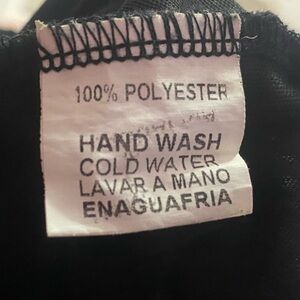 100% POLYESTER
HAND WASH
COLD WATER
LAVAR A MANO
ENAGUAFRIA